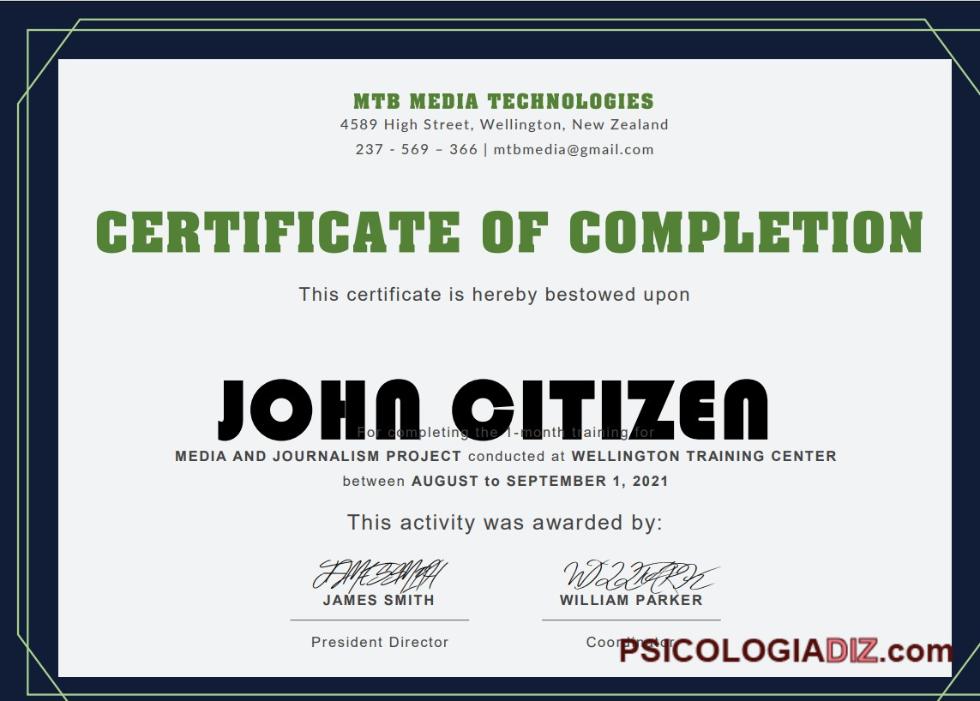 MTB MEDIA TECHNOLOGIES
4589 High Street, Wellington, New Zealand
237 - 569 – 366 | mtbmedia@gmail.com
CERTIFICATE OF COMPLETION
This certificate is hereby bestowed upon
JOHN CITIZEN
For completing the 1-month training for
MEDIA AND JOURNALISM PROJECT conducted at WELLINGTON TRAINING CENTER
between AUGUST to SEPTEMBER 1, 2021
This activity was awarded by:
JAMES SMITH WILLIAM PARKER
President Director Coordinator
PSICOLOGIADIZ.com